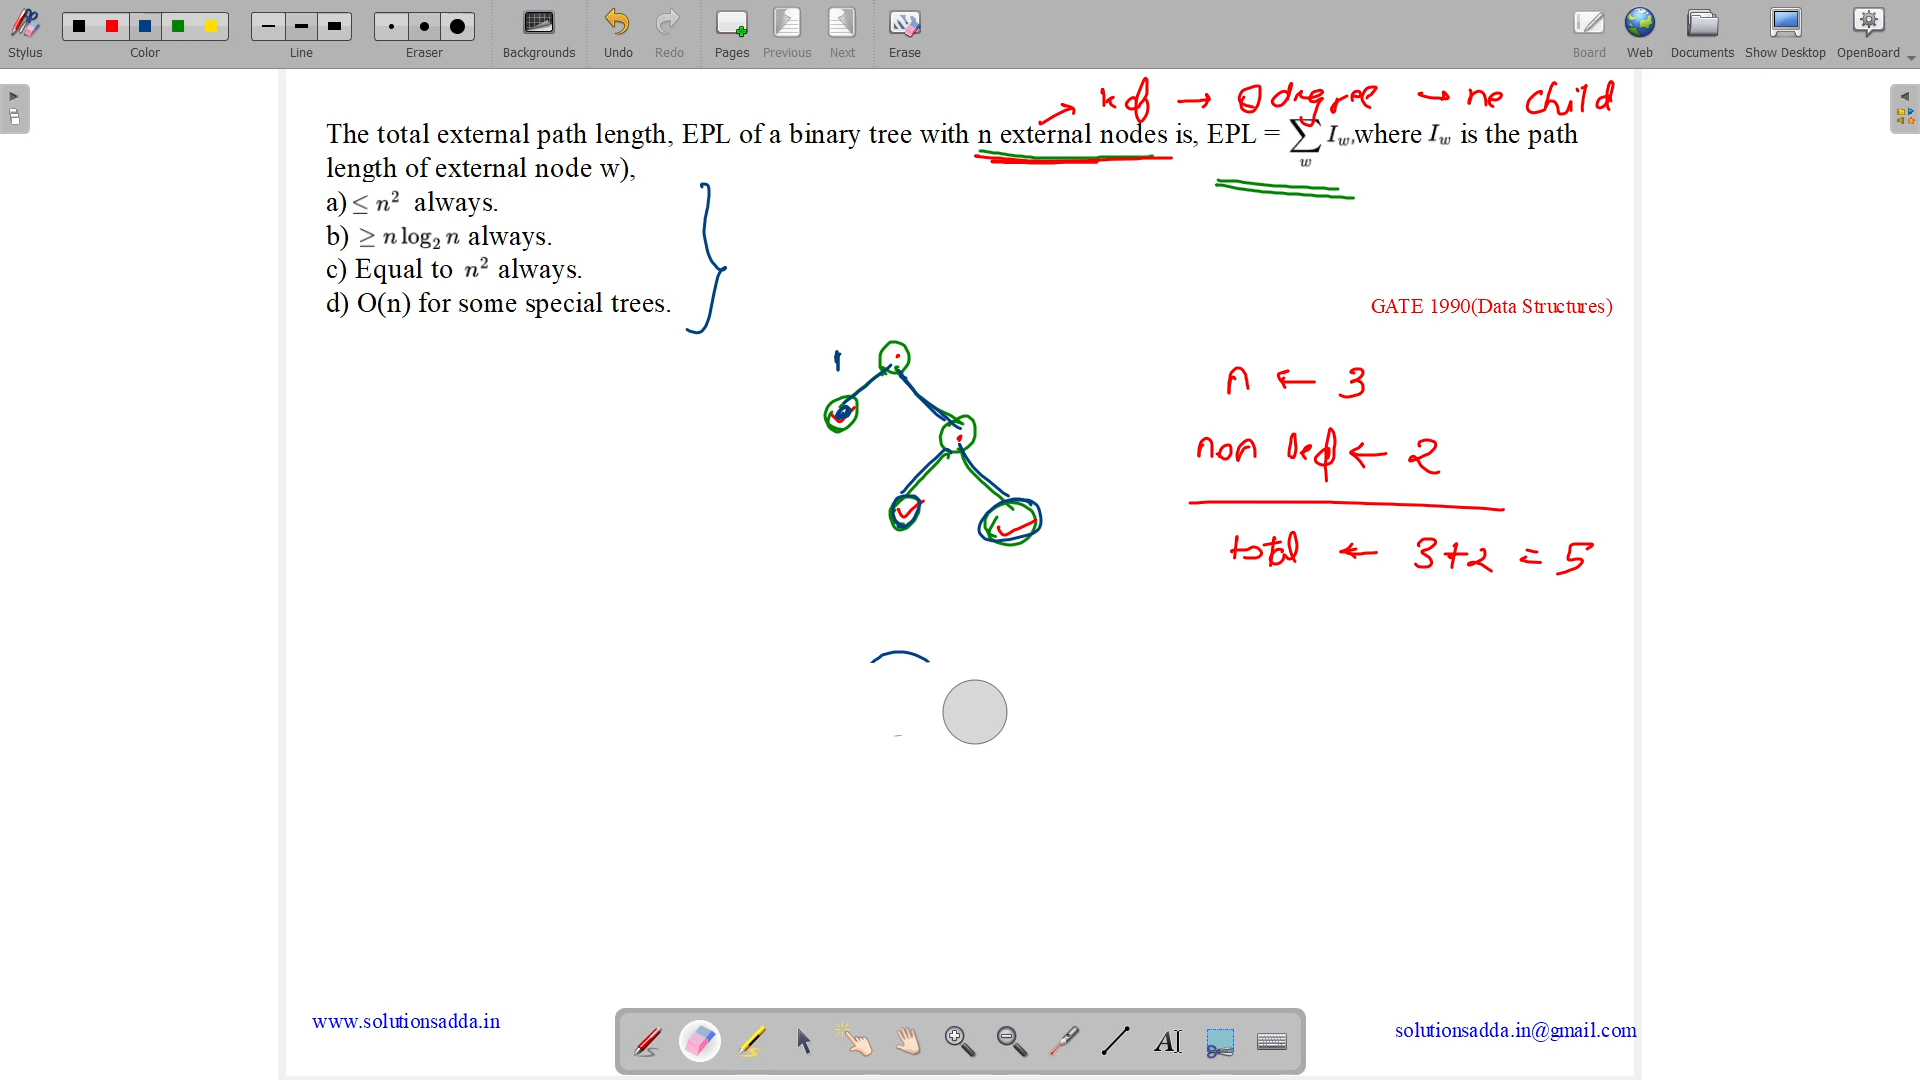 Stylus Color Line Eraser Backgrounds Undo Redo Pages Previous Next Erase Board Web Documents Show Desktop OpenBoard
→ 0 degree → no child
The total external path length, EPL of a binary tree with n external nodes is, EPL = ∑ I_w, where I_w is the path
w
length of external node w),
a) ≤ n² always.
b) ≥ n log₂ n always.
c) Equal to n² always.
d) O(n) for some special trees.
GATE 1990(Data Structures)
1
n ← 3
non leaf ← 2
total ← 3+2 = 5
www.solutionsadda.in
solutionsadda.in@gmail.com